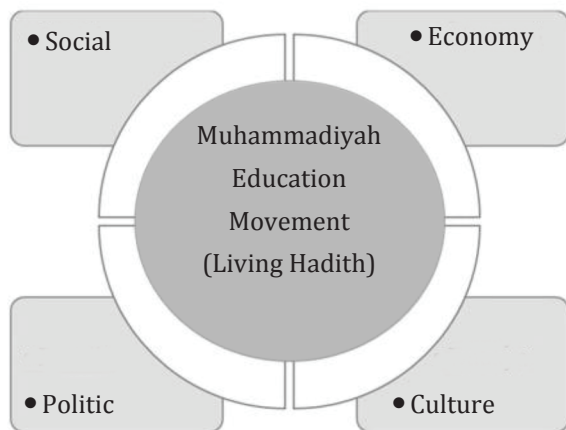 • Social
• Economy
Muhammadiyah
Education
Movement
(Living Hadith)
• Politic
• Culture